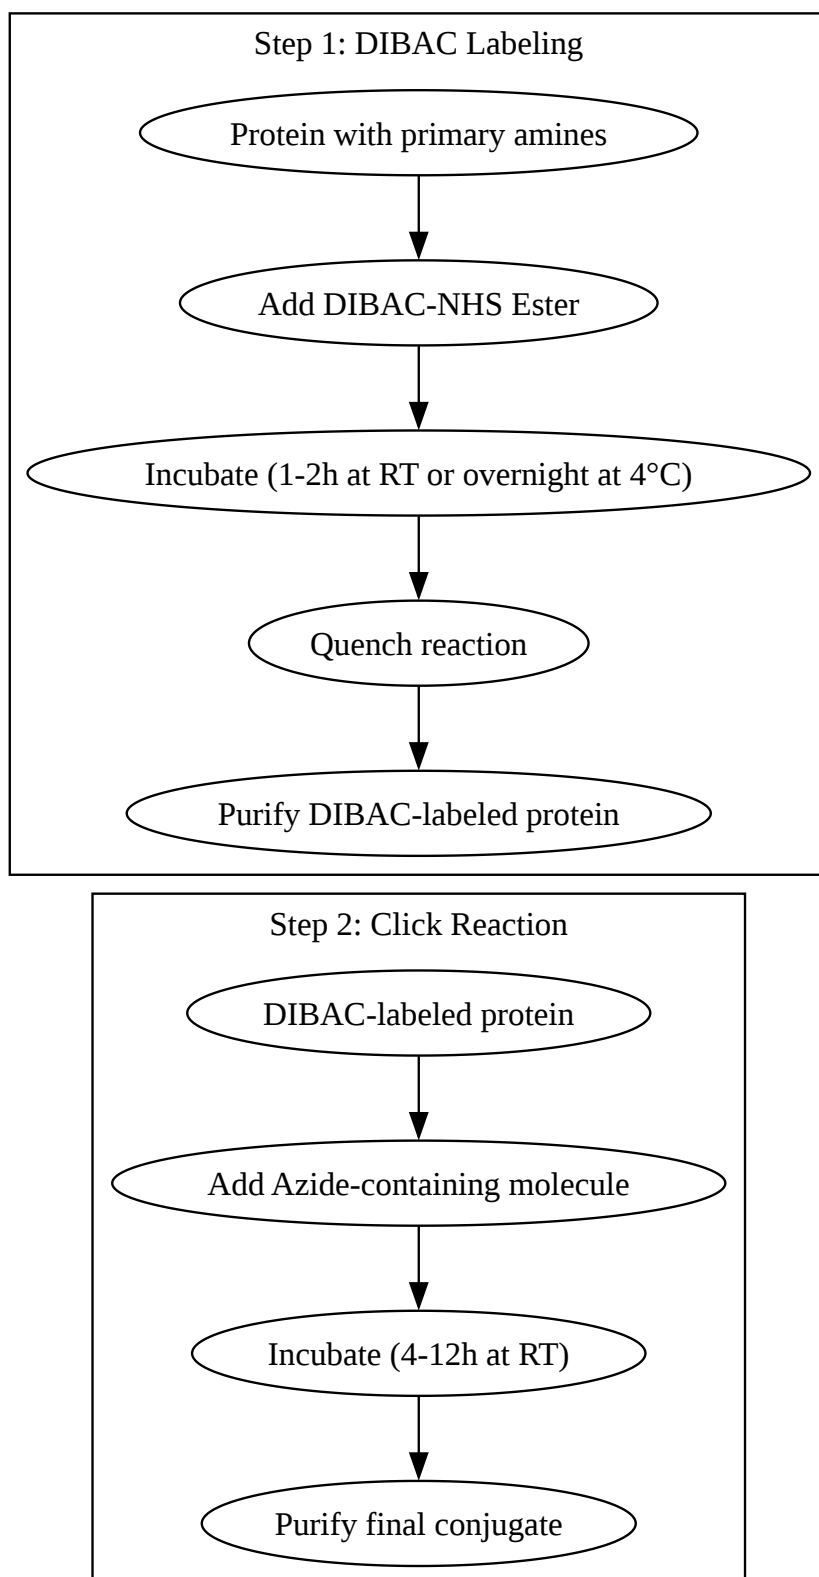 Step 1: DIBAC Labeling
Protein with primary amines
Add DIBAC-NHS Ester
Incubate (1-2h at RT or overnight at 4°C)
Quench reaction
Purify DIBAC-labeled protein
Step 2: Click Reaction
DIBAC-labeled protein
Add Azide-containing molecule
Incubate (4-12h at RT)
Purify final conjugate